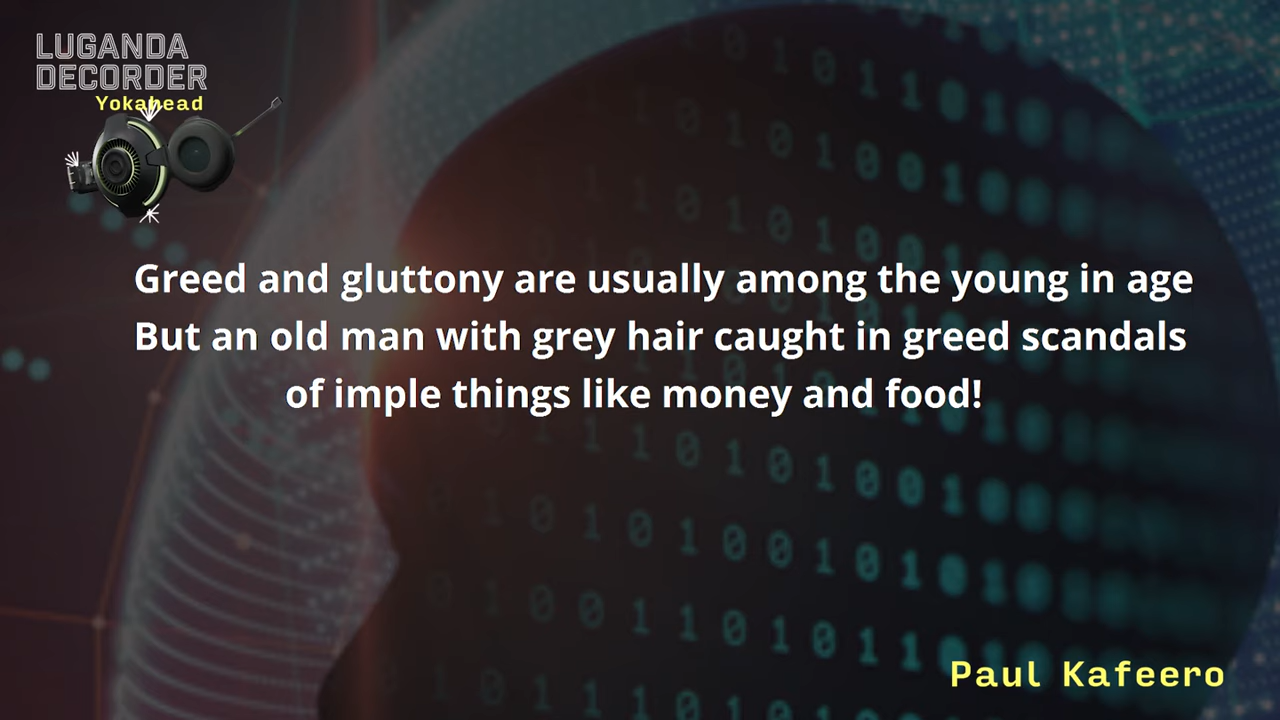 LUGANDA
DECORDER
Yokahead
Greed and gluttony are usually among the young in age
But an old man with grey hair caught in greed scandals
of imple things like money and food!
Paul Kafeero